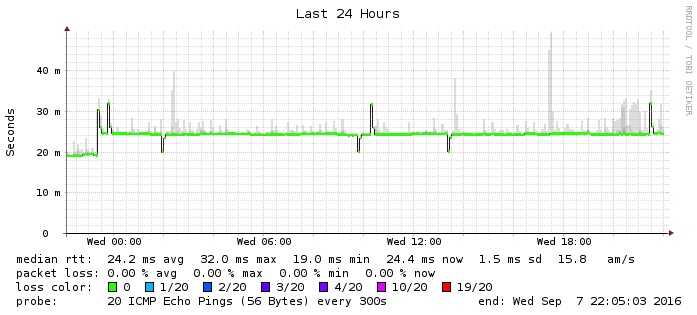 Last 24 Hours
RRDTOOL / TOBI OETIKER
Seconds
40 m
30 m
20 m
10 m
0
Wed 00:00 Wed 06:00 Wed 12:00 Wed 18:00
median rtt: 24.2 ms avg 32.0 ms max 19.0 ms min 24.4 ms now 1.5 ms sd 15.8 am/s
packet loss: 0.00 % avg 0.00 % max 0.00 % min 0.00 % now
loss color: 0 1/20 2/20 3/20 4/20 10/20 19/20
probe: 20 ICMP Echo Pings (56 Bytes) every 300s end: Wed Sep 7 22:05:03 2016